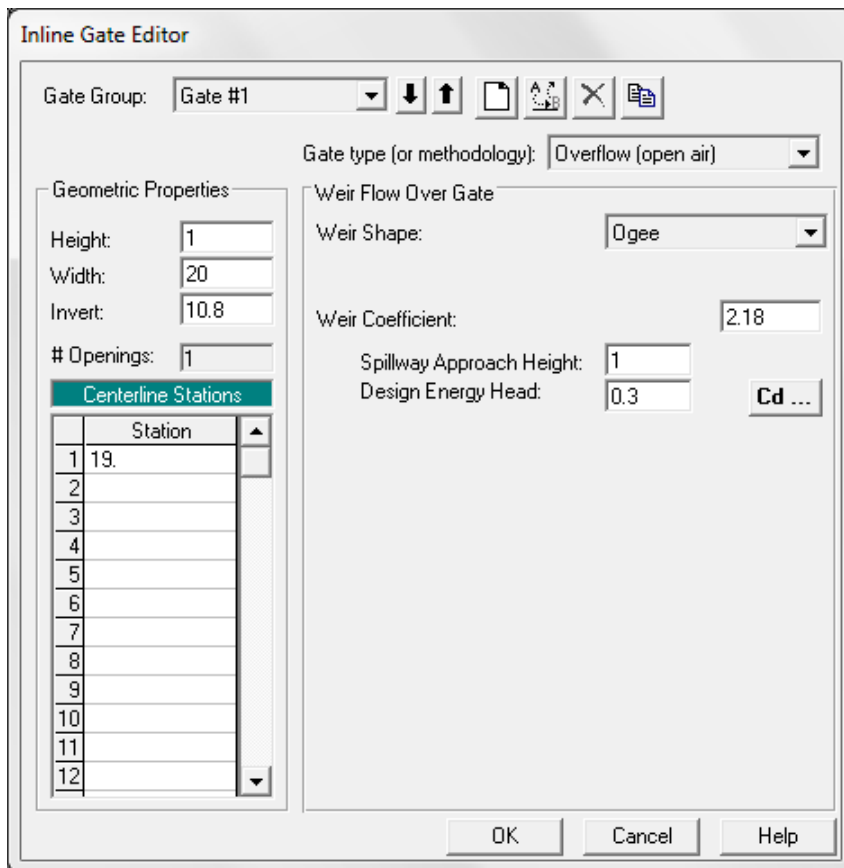 Inline Gate Editor
Gate Group: Gate #1
Gate type (or methodology): Overflow (open air)
Geometric Properties
Height: 1
Width: 20
Invert: 10.8
# Openings: 1
Centerline Stations
Station
1 19.
2
3
4
5
6
7
8
9
10
11
12
Weir Flow Over Gate
Weir Shape: Ogee
Weir Coefficient: 2.18
Spillway Approach Height: 1
Design Energy Head: 0.3
Cd ...
OK Cancel Help